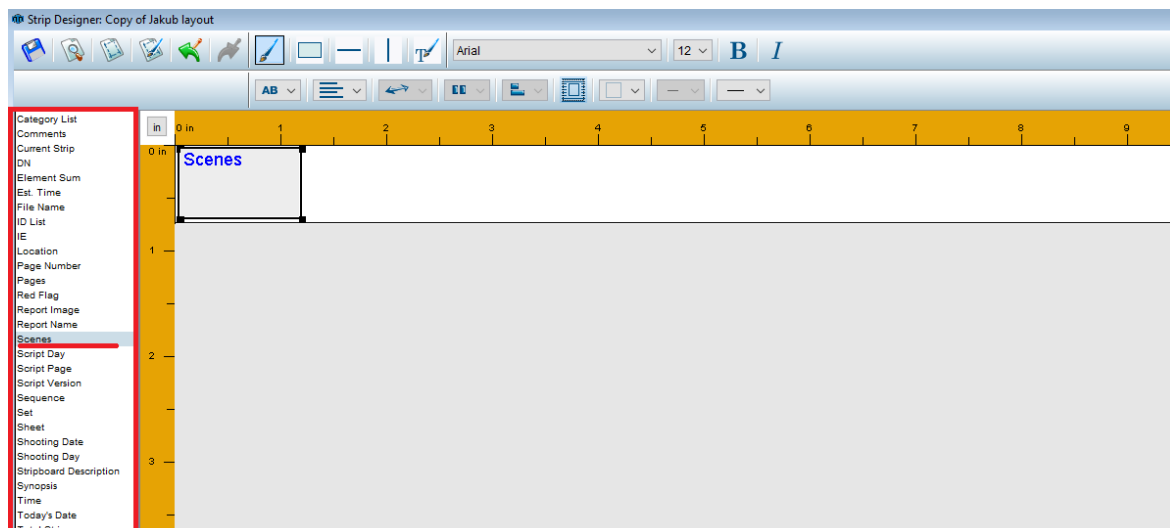 Strip Designer: Copy of Jakub layout
T
Arial
12
B
I
AB
Category List
Comments
Current Strip
DN
Element Sum
Est. Time
File Name
ID List
IE
Location
Page Number
Pages
Red Flag
Report Image
Report Name
Scenes
Script Day
Script Page
Script Version
Sequence
Set
Sheet
Shooting Date
Shooting Day
Stripboard Description
Synopsis
Time
Today's Date
in
0 in 1 2 3 4 5 6 7 8 9
0 in
1
2
3
Scenes